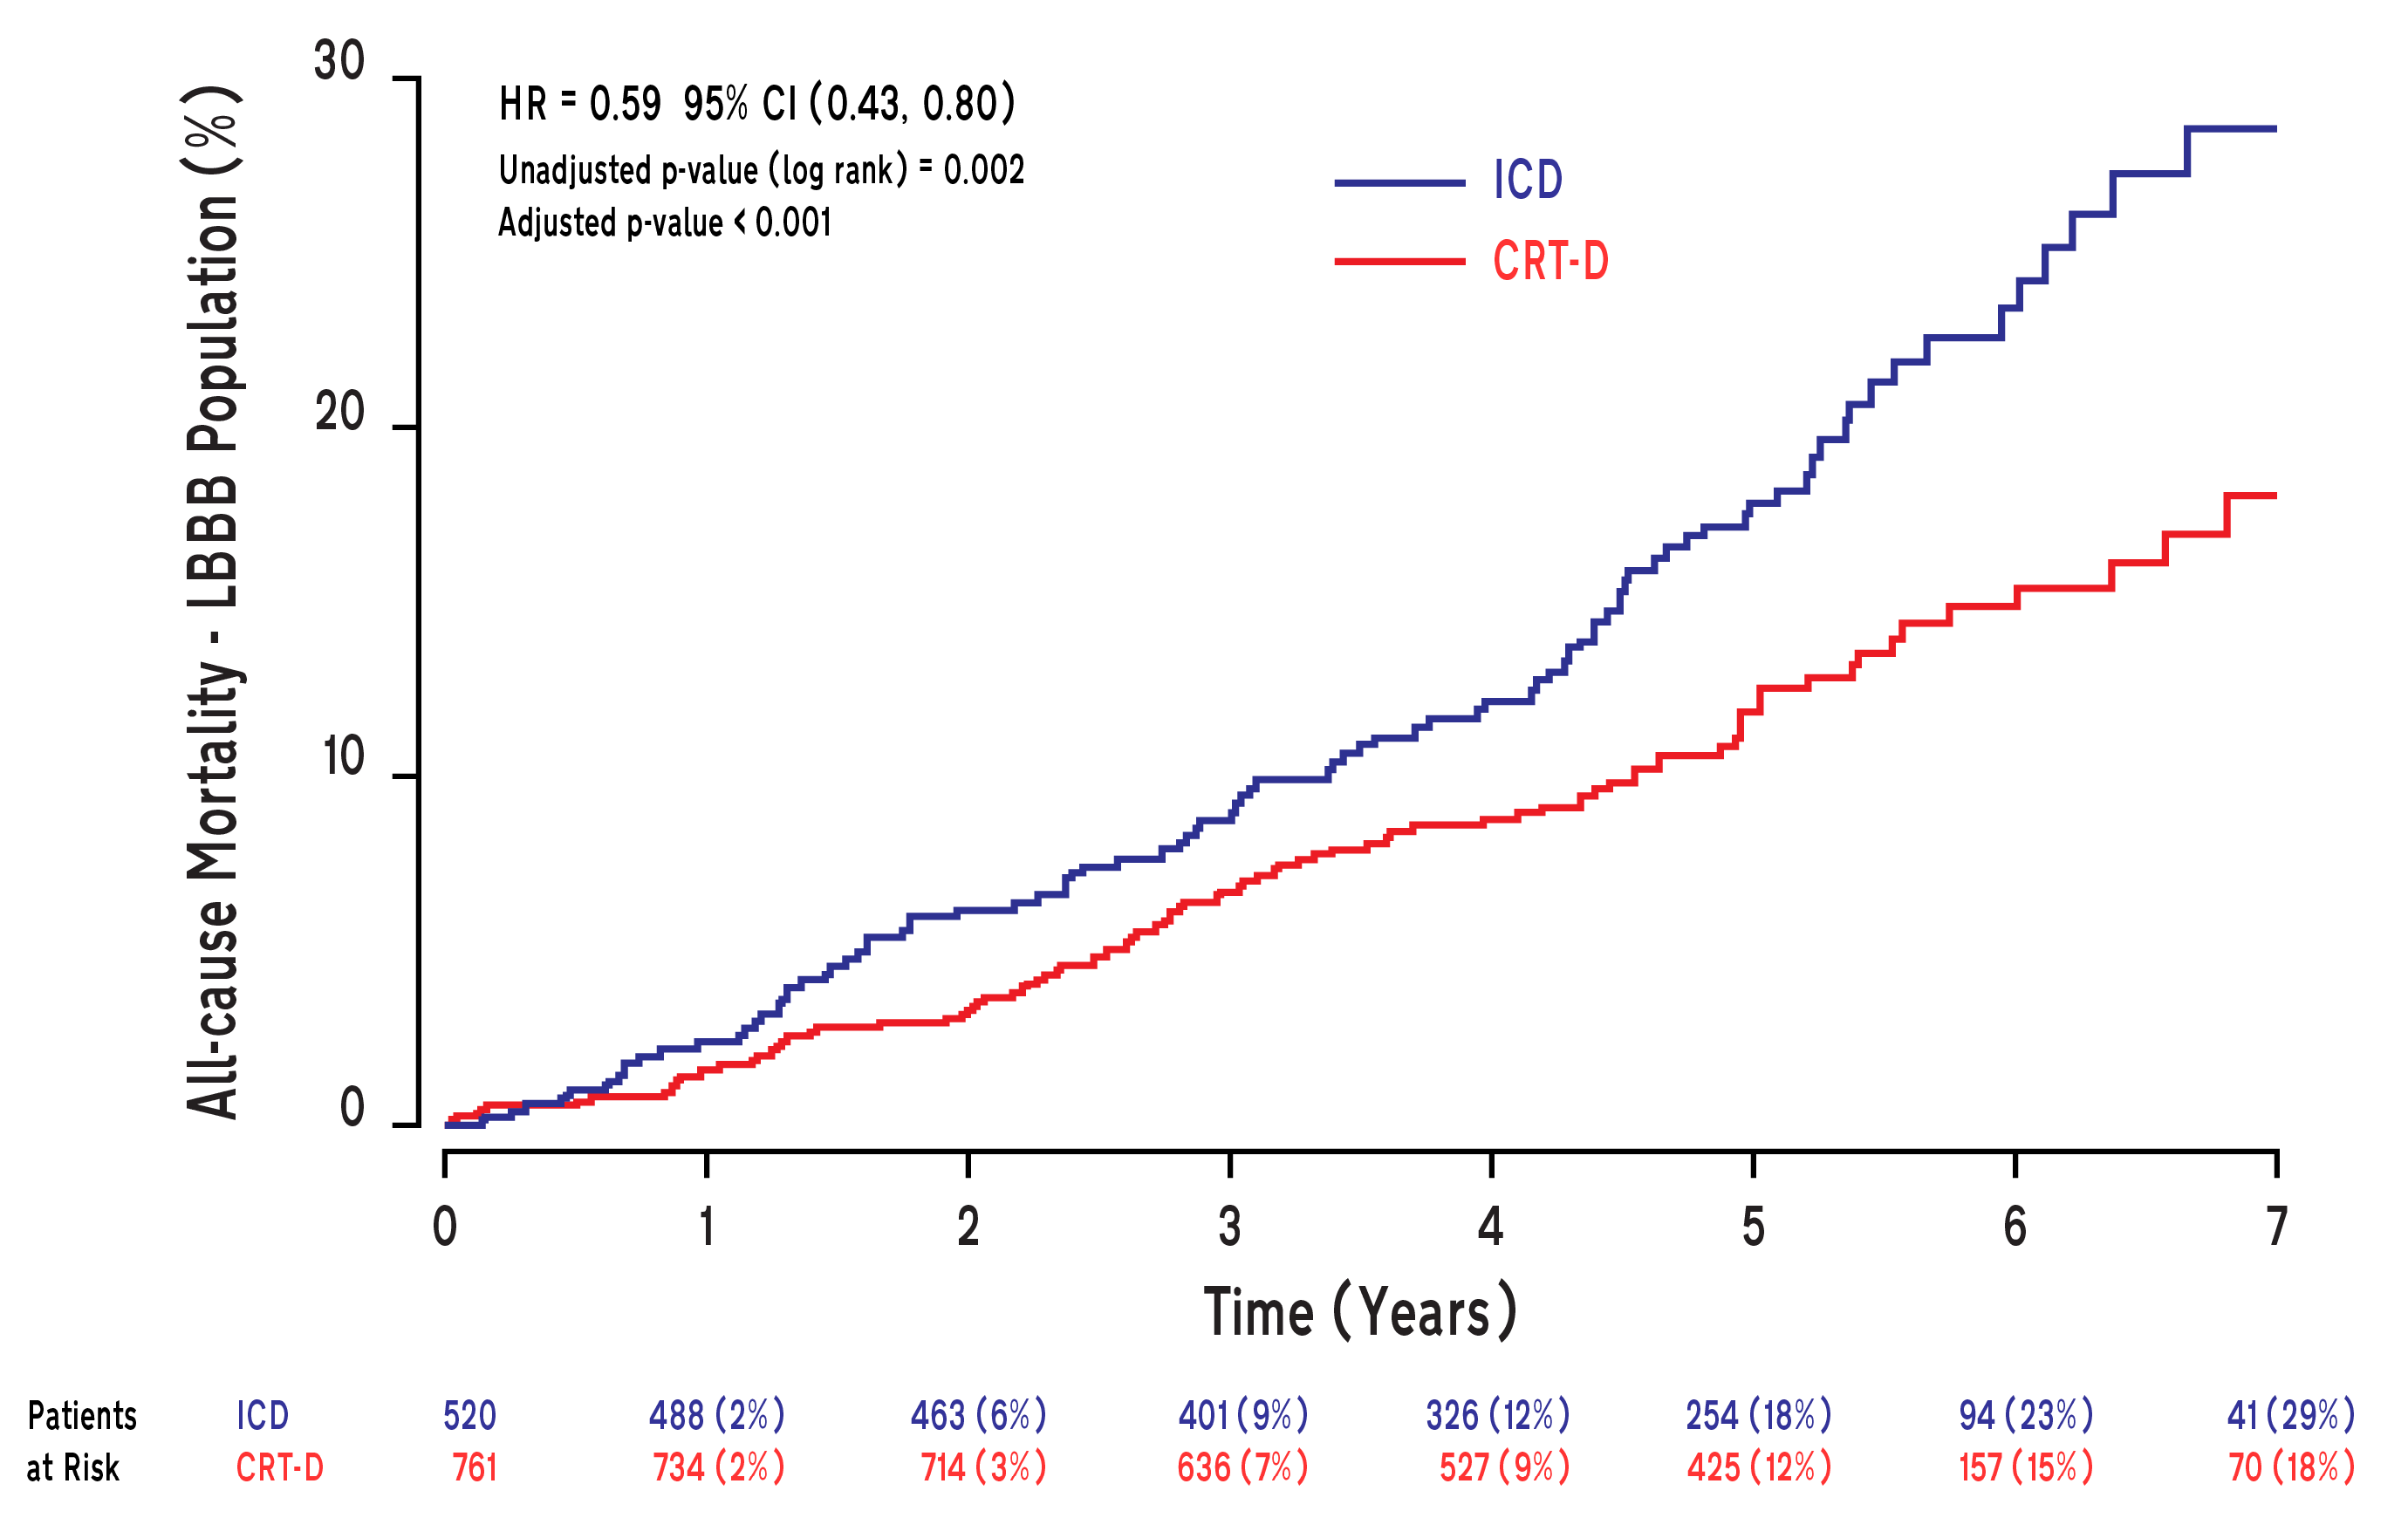 30
HR = 0.59 95% CI (0.43, 0.80)
Unadjusted p-value (log rank) = 0.002
Adjusted p-value < 0.001
ICD
CRT-D
All-cause Mortality - LBBB Population (%)
20
10
0
0 1 2 3 4 5 6 7
Time (Years)
Patients ICD 520 488 (2%) 463 (6%) 401 (9%) 326 (12%) 254 (18%) 94 (23%) 41 (29%)
at Risk CRT-D 761 734 (2%) 714 (3%) 636 (7%) 527 (9%) 425 (12%) 157 (15%) 70 (18%)